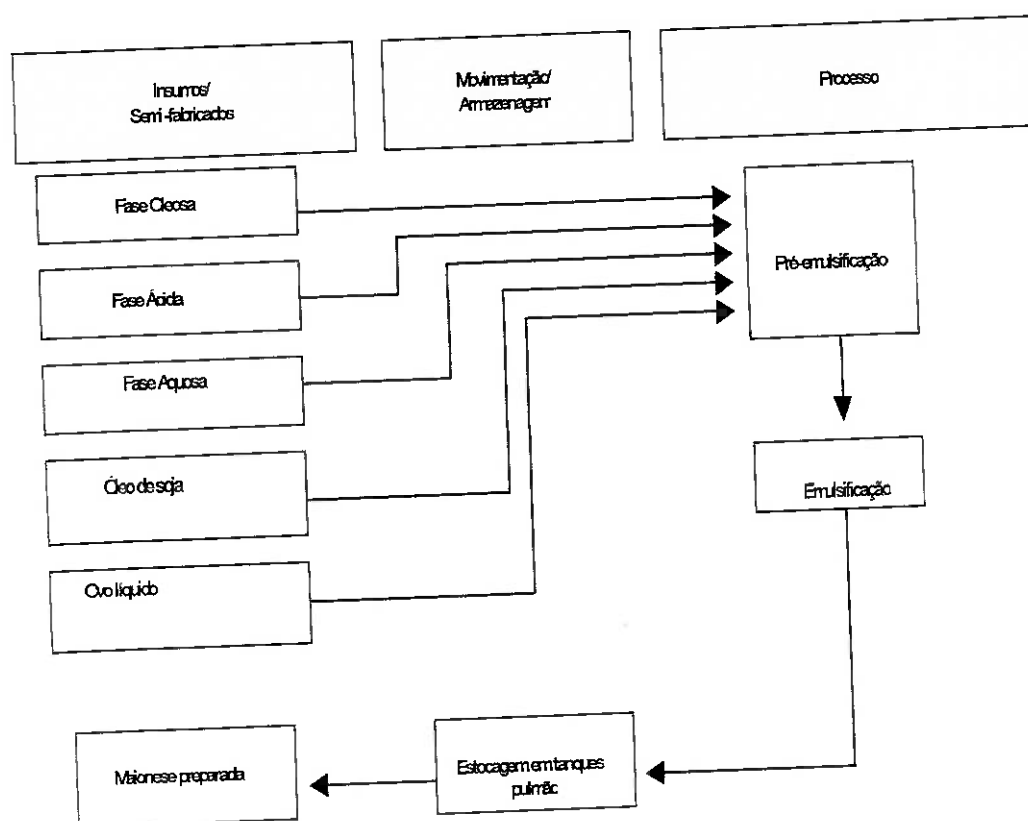 Insumos/
Semi-fabricados
Movimentação/
Armazenagem
Processo
Fase Oleosa
Fase Ácida
Fase Aquosa
Óleo de soja
Ovo líquido
Pré-emulsificação
Emulsificação
Estocagem em tanques
pulmão
Maionese preparada